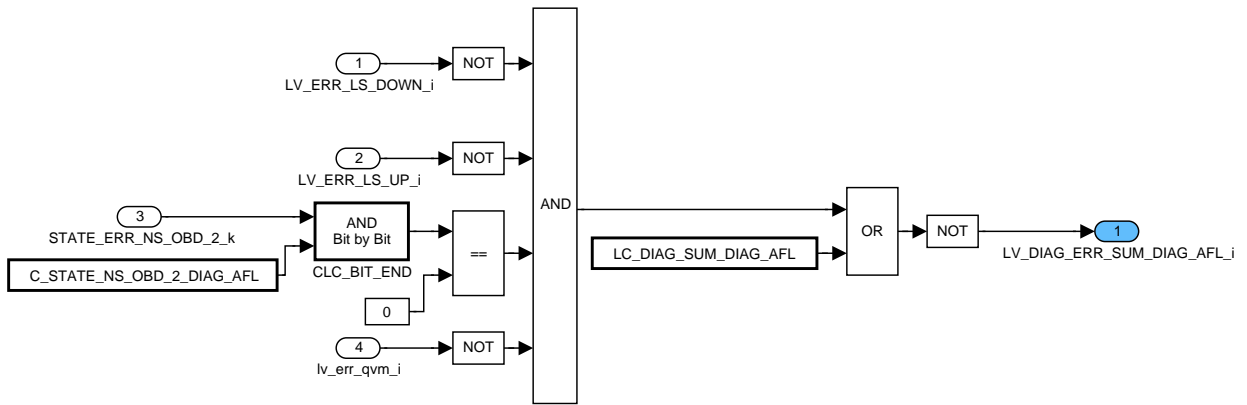 1
NOT
LV_ERR_LS_DOWN_i
2
NOT
LV_ERR_LS_UP_i
AND
3
STATE_ERR_NS_OBD_2_k
AND
Bit by Bit
CLC_BIT_END
C_STATE_NS_OBD_2_DIAG_AFL
==
0
4
NOT
lv_err_qvm_i
LC_DIAG_SUM_DIAG_AFL
OR
NOT
1
LV_DIAG_ERR_SUM_DIAG_AFL_i